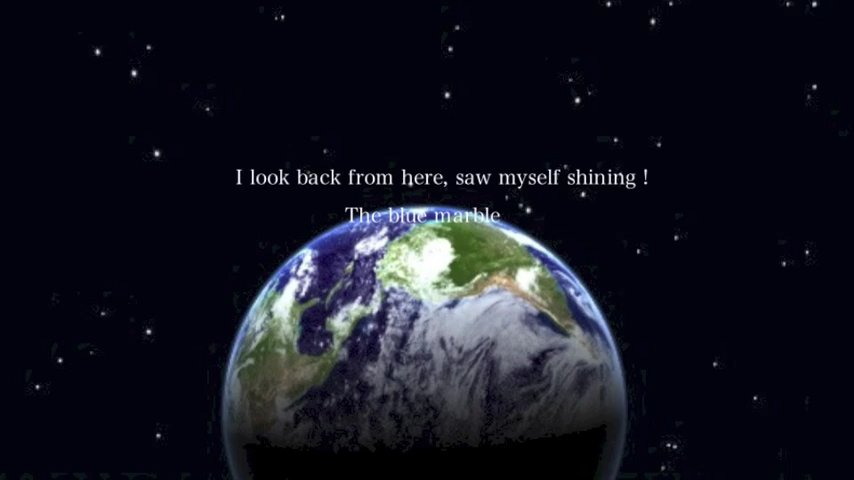 I look back from here, saw myself shining !
The blue marble